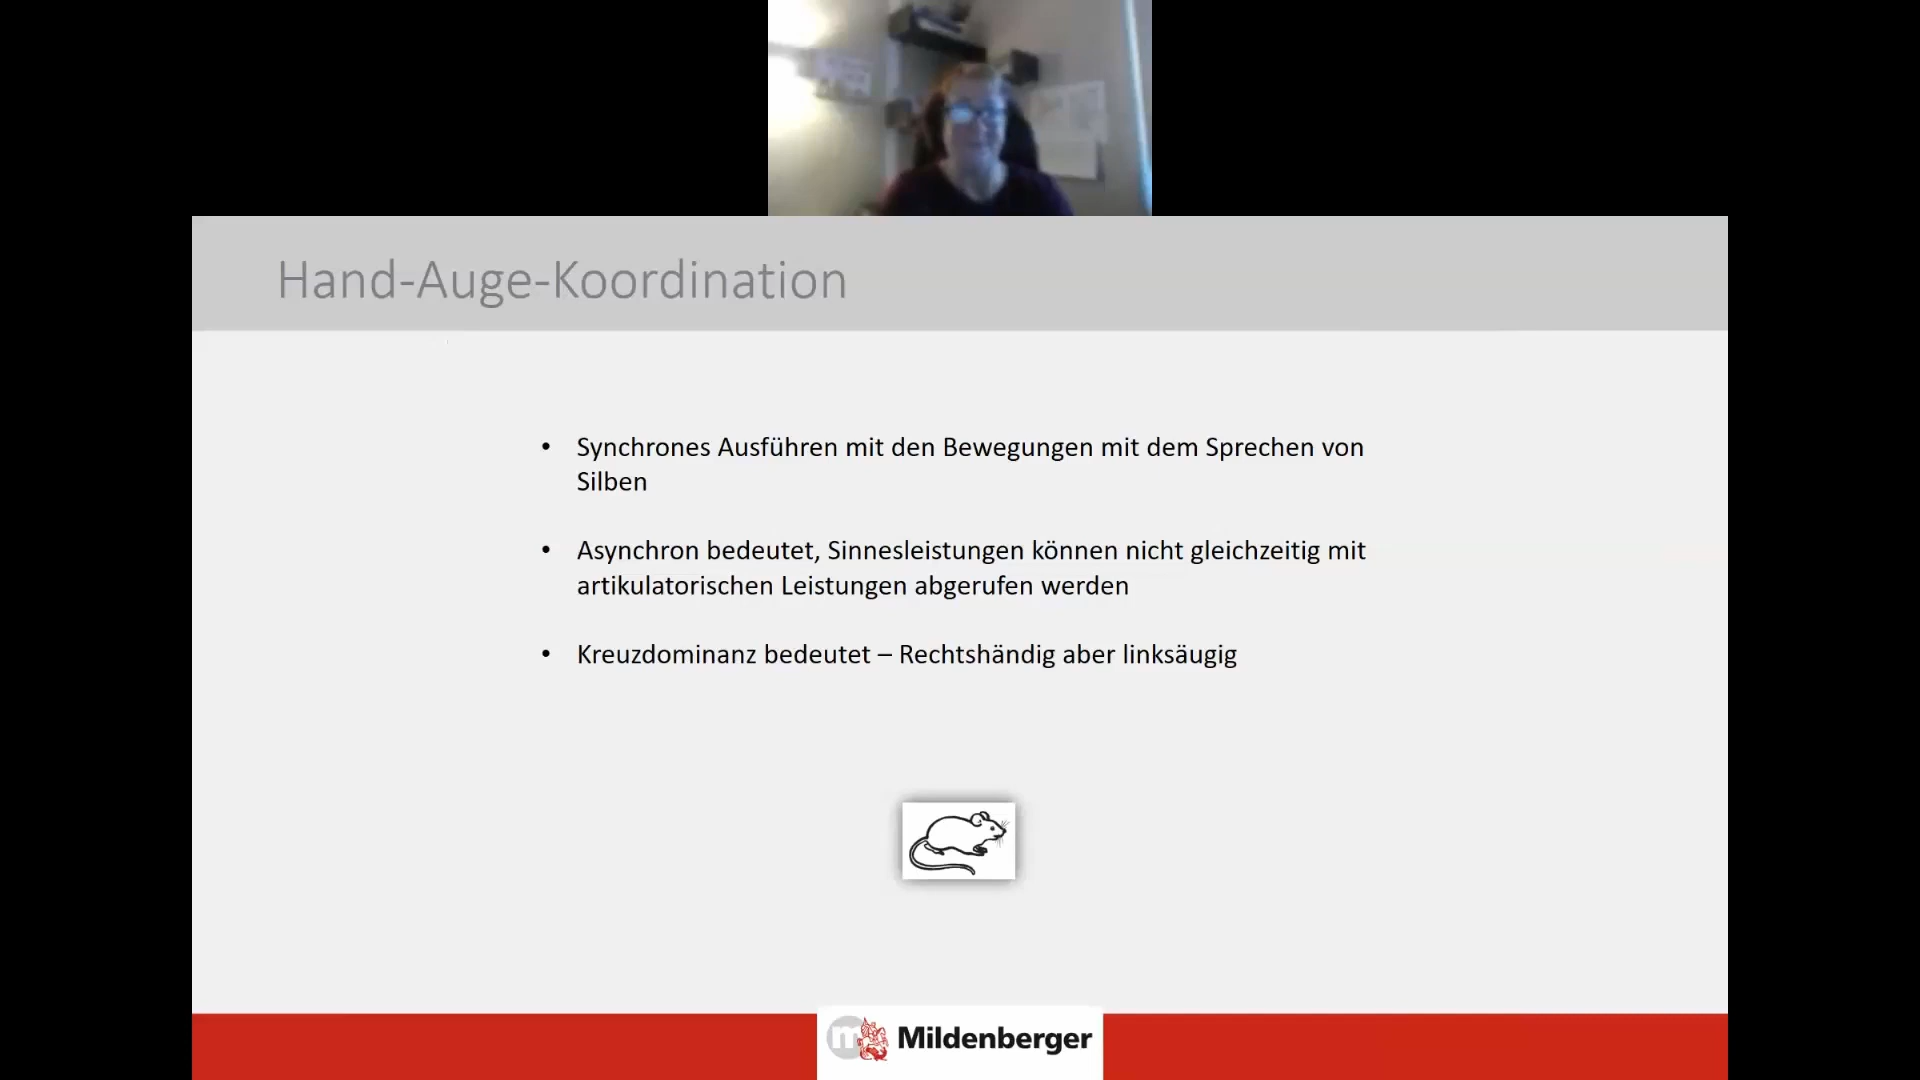 Hand-Auge-Koordination
• Synchrones Ausführen mit den Bewegungen mit dem Sprechen von
Silben
• Asynchron bedeutet, Sinnesleistungen können nicht gleichzeitig mit
artikulatorischen Leistungen abgerufen werden
• Kreuzdominanz bedeutet – Rechtshändig aber linksäugig
m Mildenberger